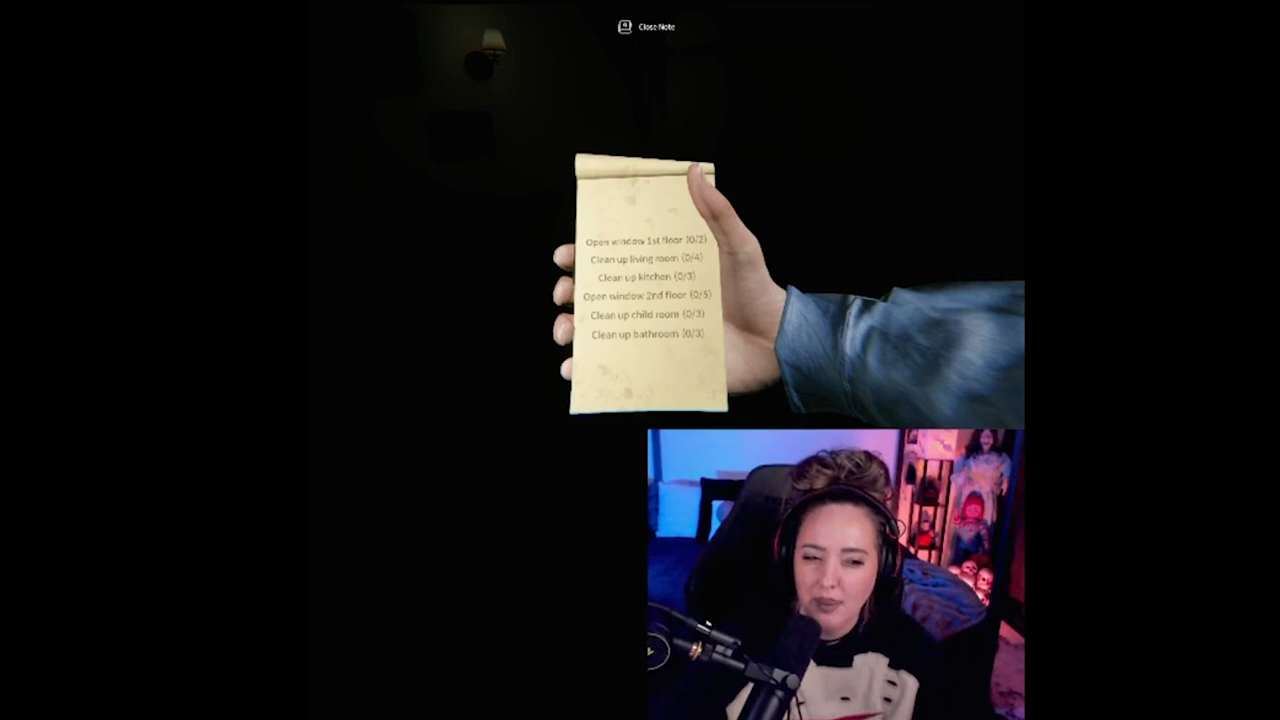 Close Note
Open window 1st floor (0/2)
Clean up living room (0/4)
Clean up kitchen (0/3)
Open window 2nd floor (0/5)
Clean up child room (0/3)
Clean up bathroom (0/3)